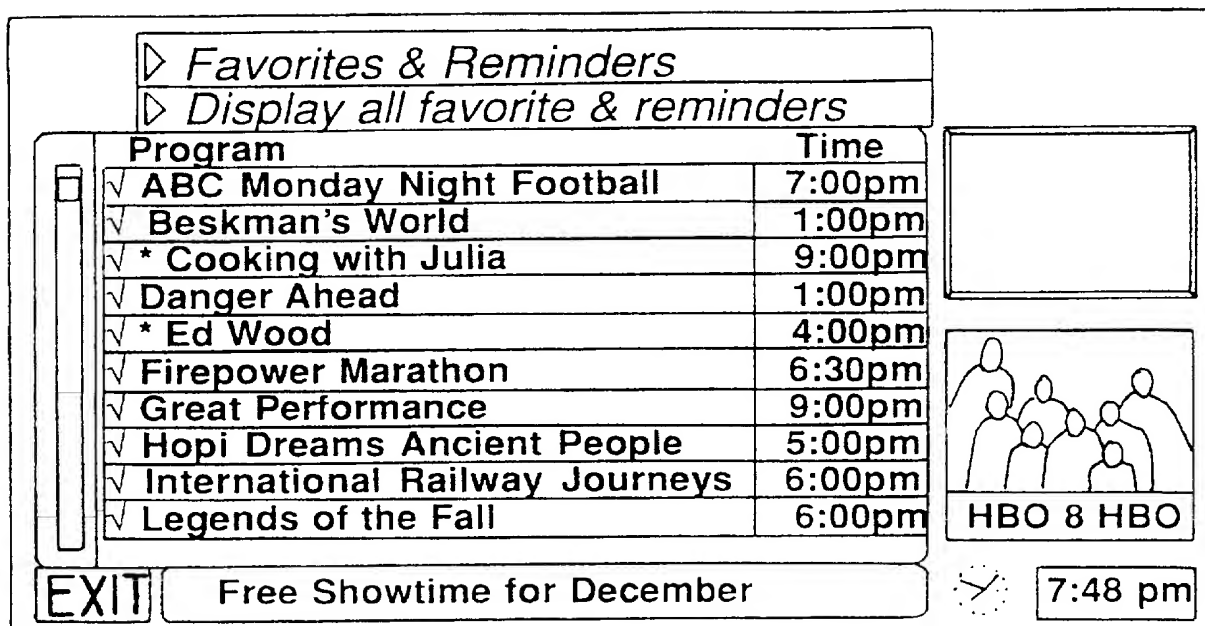 ▷ Favorites & Reminders
▷ Display all favorite & reminders
Program Time
√ ABC Monday Night Football 7:00pm
√ Beskman's World 1:00pm
√ * Cooking with Julia 9:00pm
√ Danger Ahead 1:00pm
√ * Ed Wood 4:00pm
√ Firepower Marathon 6:30pm
√ Great Performance 9:00pm
√ Hopi Dreams Ancient People 5:00pm
√ International Railway Journeys 6:00pm
√ Legends of the Fall 6:00pm
HBO 8 HBO
EXIT Free Showtime for December 7:48 pm